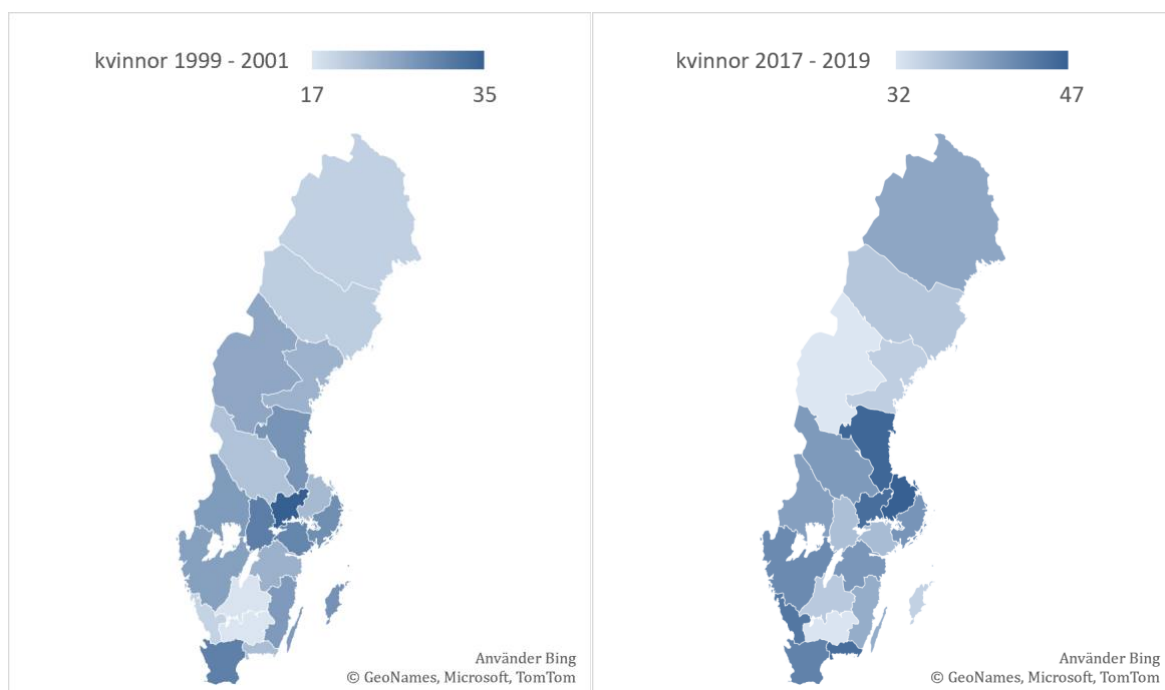 kvinnor 1999 - 2001
17 35
Använder Bing
© GeoNames, Microsoft, TomTom
kvinnor 2017 - 2019
32 47
Använder Bing
© GeoNames, Microsoft, TomTom